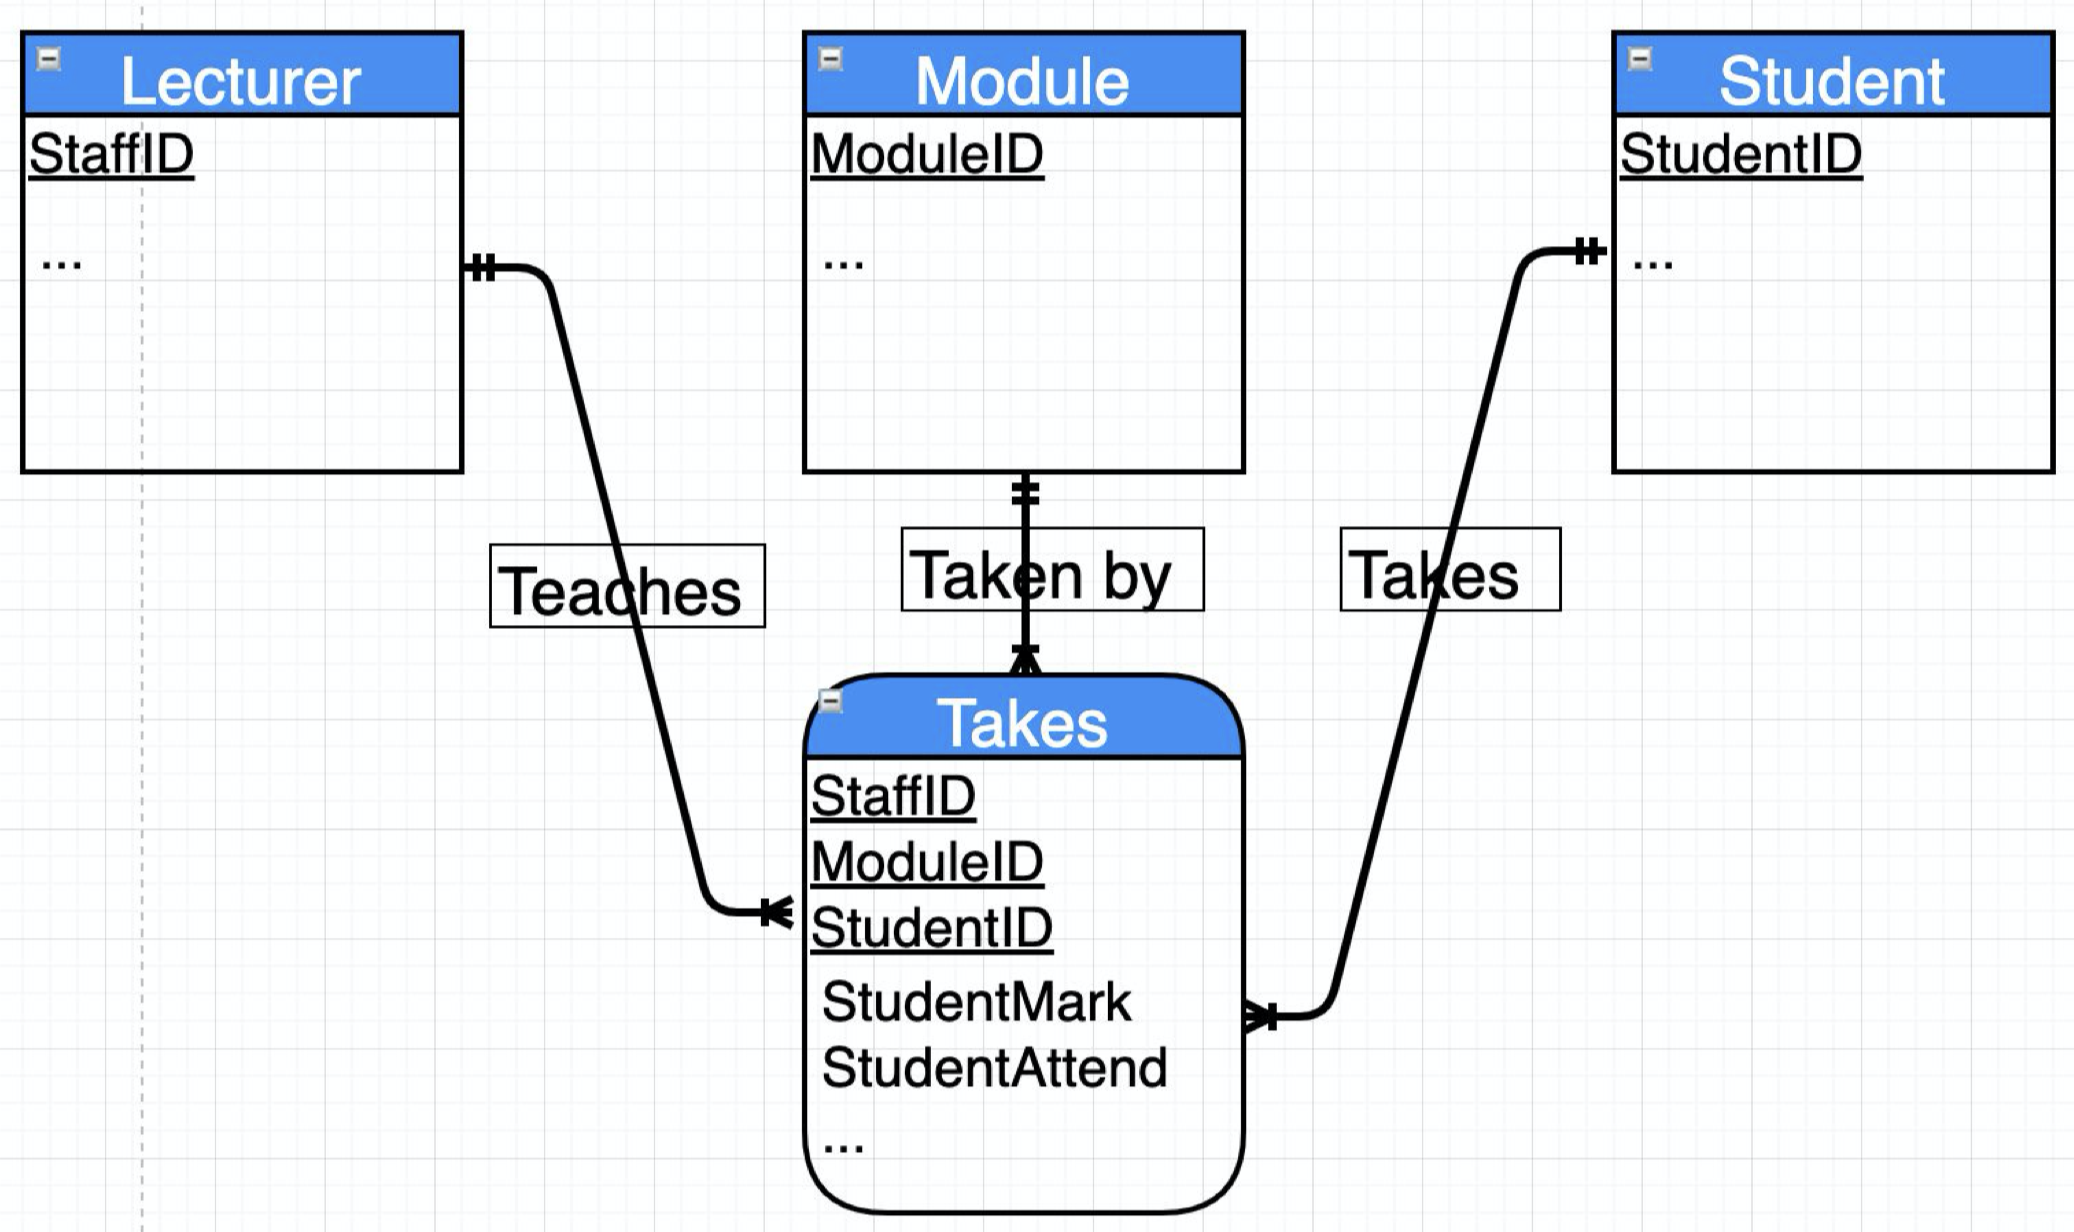 Lecturer
StaffID
...
Module
ModuleID
...
Student
StudentID
...
Teaches
Taken by
Takes
Takes
StaffID
ModuleID
StudentID
StudentMark
StudentAttend
...